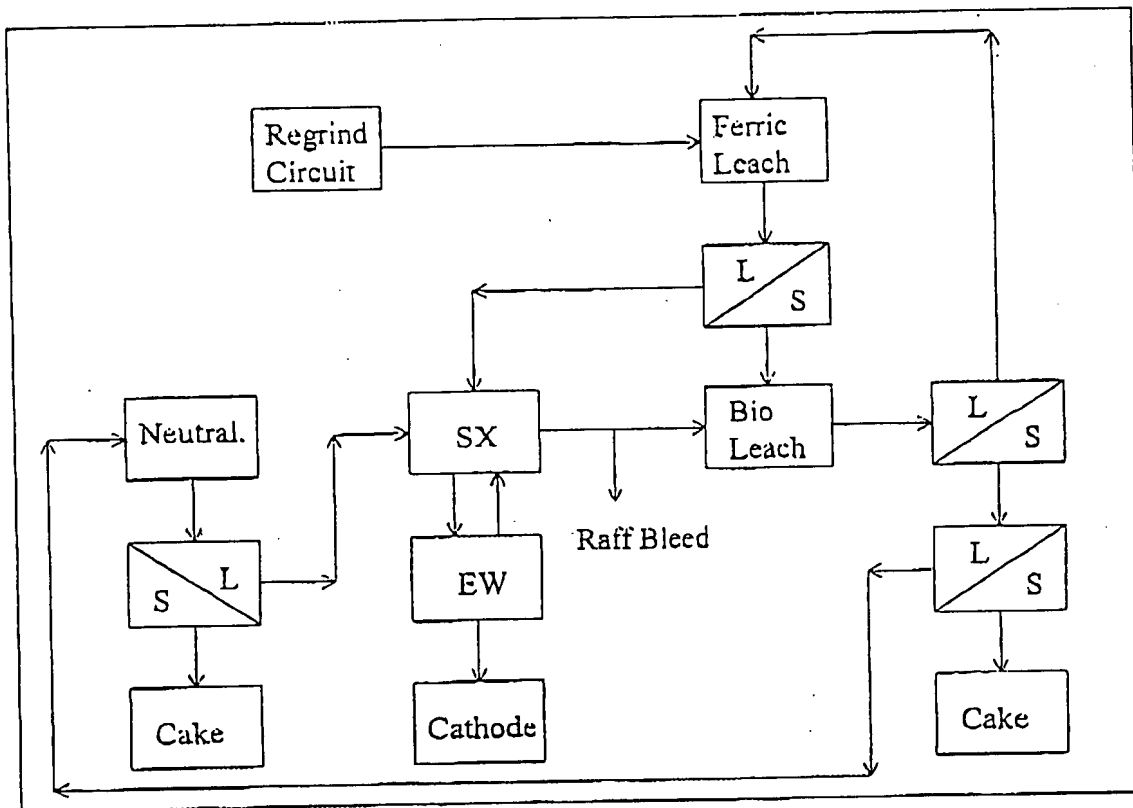 Regrind
Circuit
Ferric
Leach
L
S
Neutral.
SX
Bio
Leach
L
S
S
L
EW
Raff Bleed
L
S
Cake
Cathode
Cake